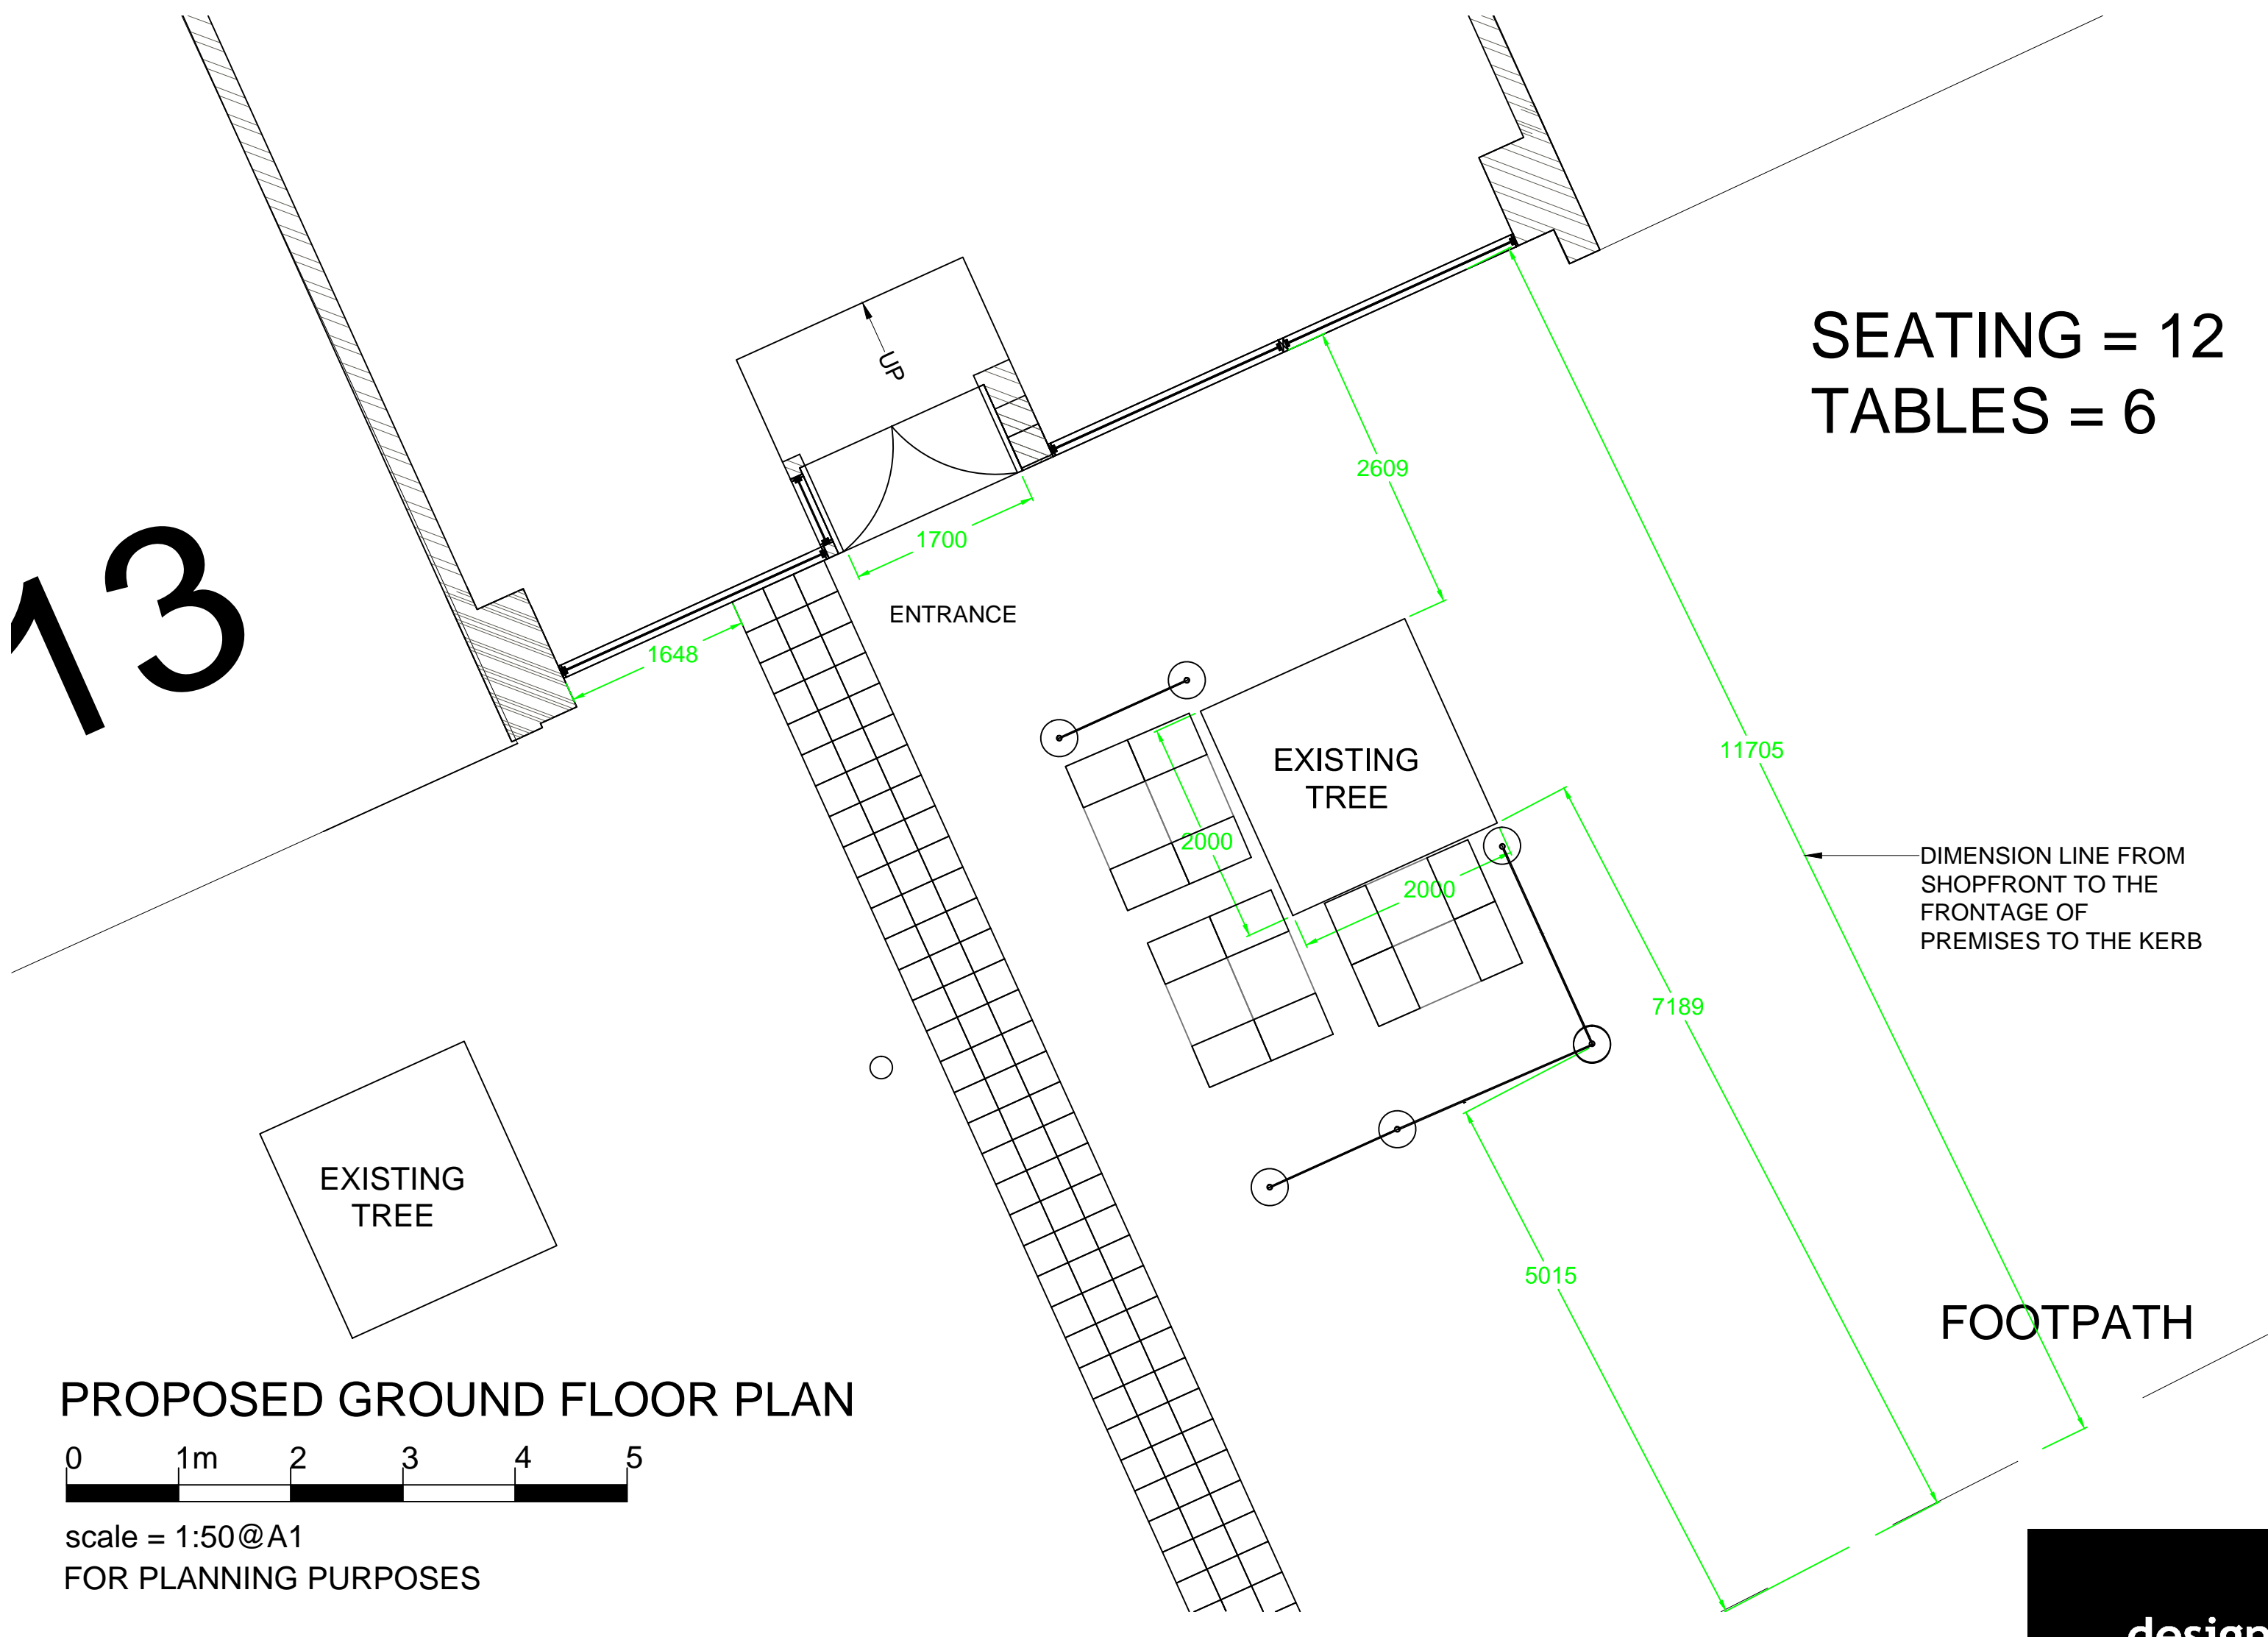 SEATING = 12
TABLES = 6
UP
2609
1700
ENTRANCE
1648
13
11705
EXISTING
TREE
2000
2000
DIMENSION LINE FROM
SHOPFRONT TO THE
FRONTAGE OF
PREMISES TO THE KERB
7189
EXISTING
TREE
5015
FOOTPATH
PROPOSED GROUND FLOOR PLAN
0 1m 2 3 4 5
scale = 1:50@A1
FOR PLANNING PURPOSES
design